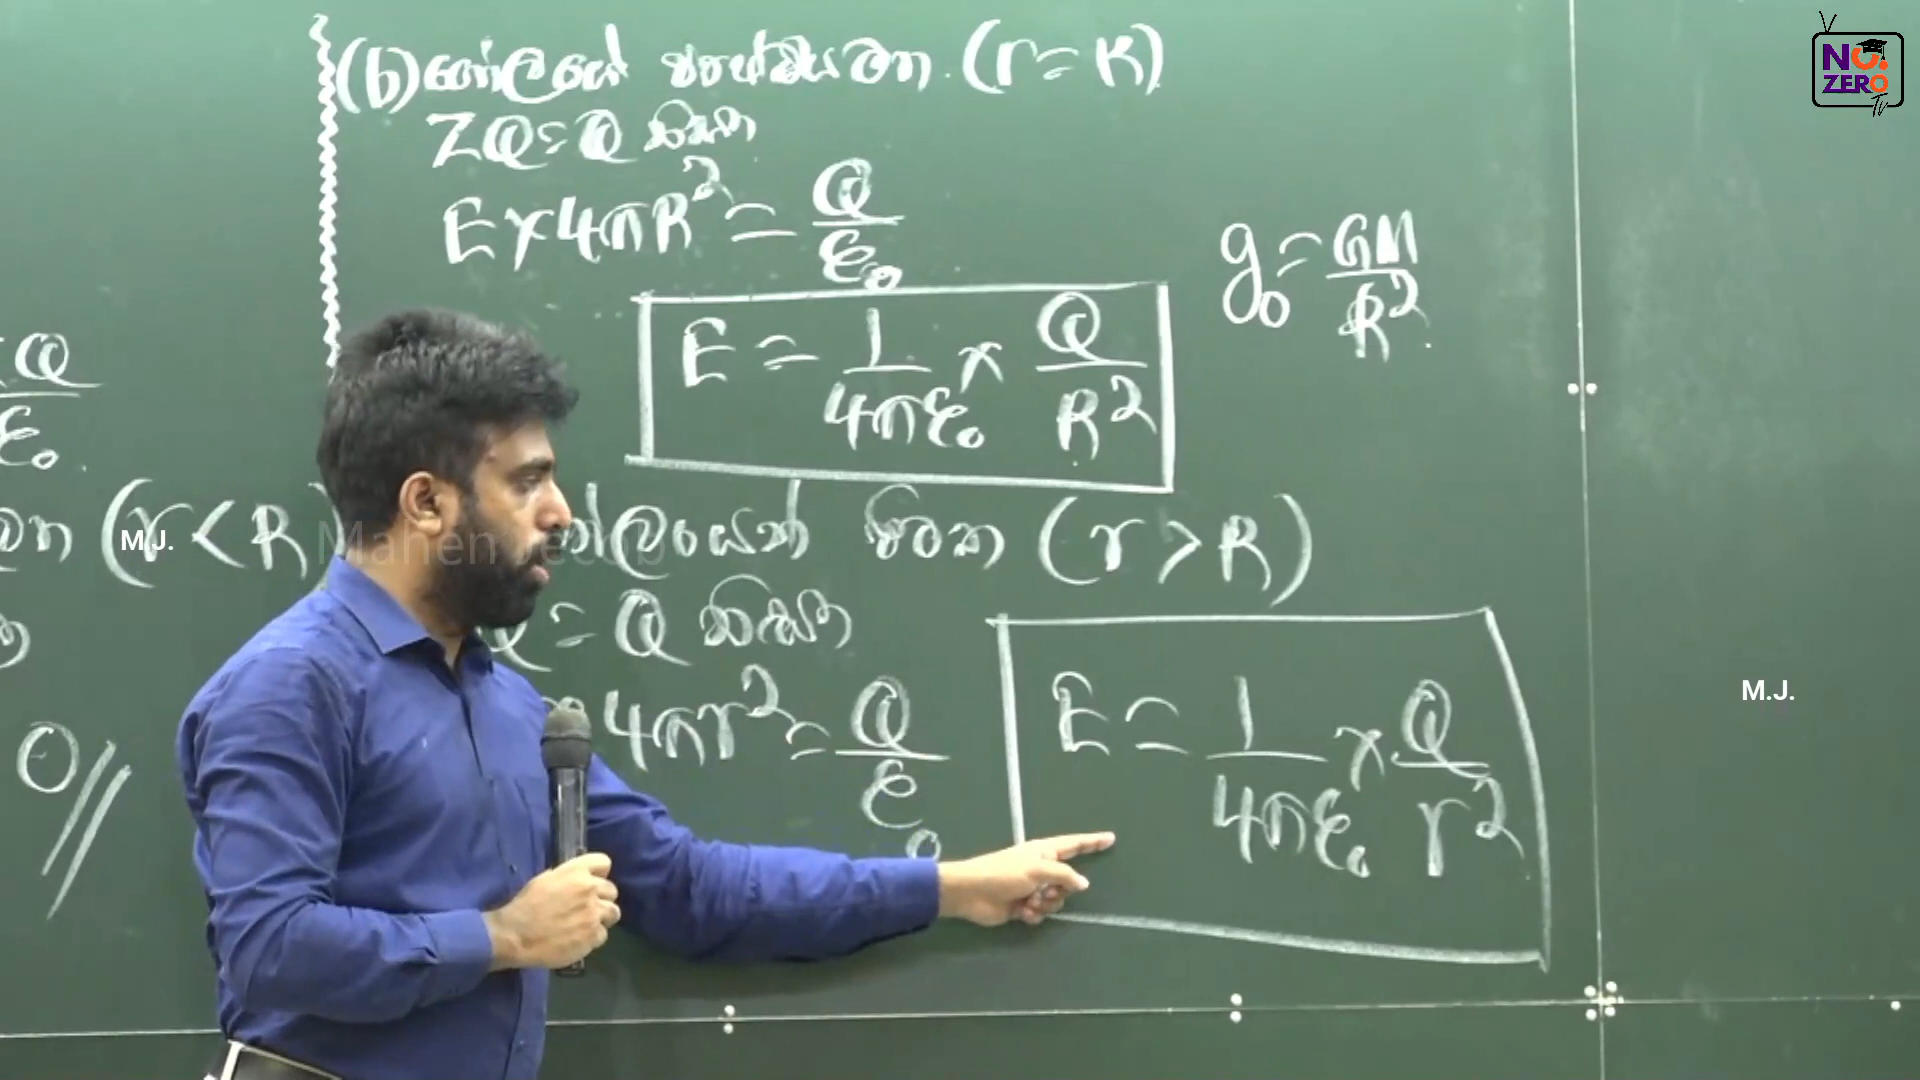 (b) ගෝලයේ පෘෂ්ඨය මත (r = R)
ΣQ = Q නිසා
E × 4πR² = Q/ε₀
E = 1/4πε₀ × Q/R²
g₀ = GM/R²
Q/ε₀
(r < R)
පිටත (r > R)
= Q නිසා
4πr² = Q/ε₀
E = 1/4πε₀ × Q/r²
0//
NO.
ZERO
TV
M.J.
M.J.